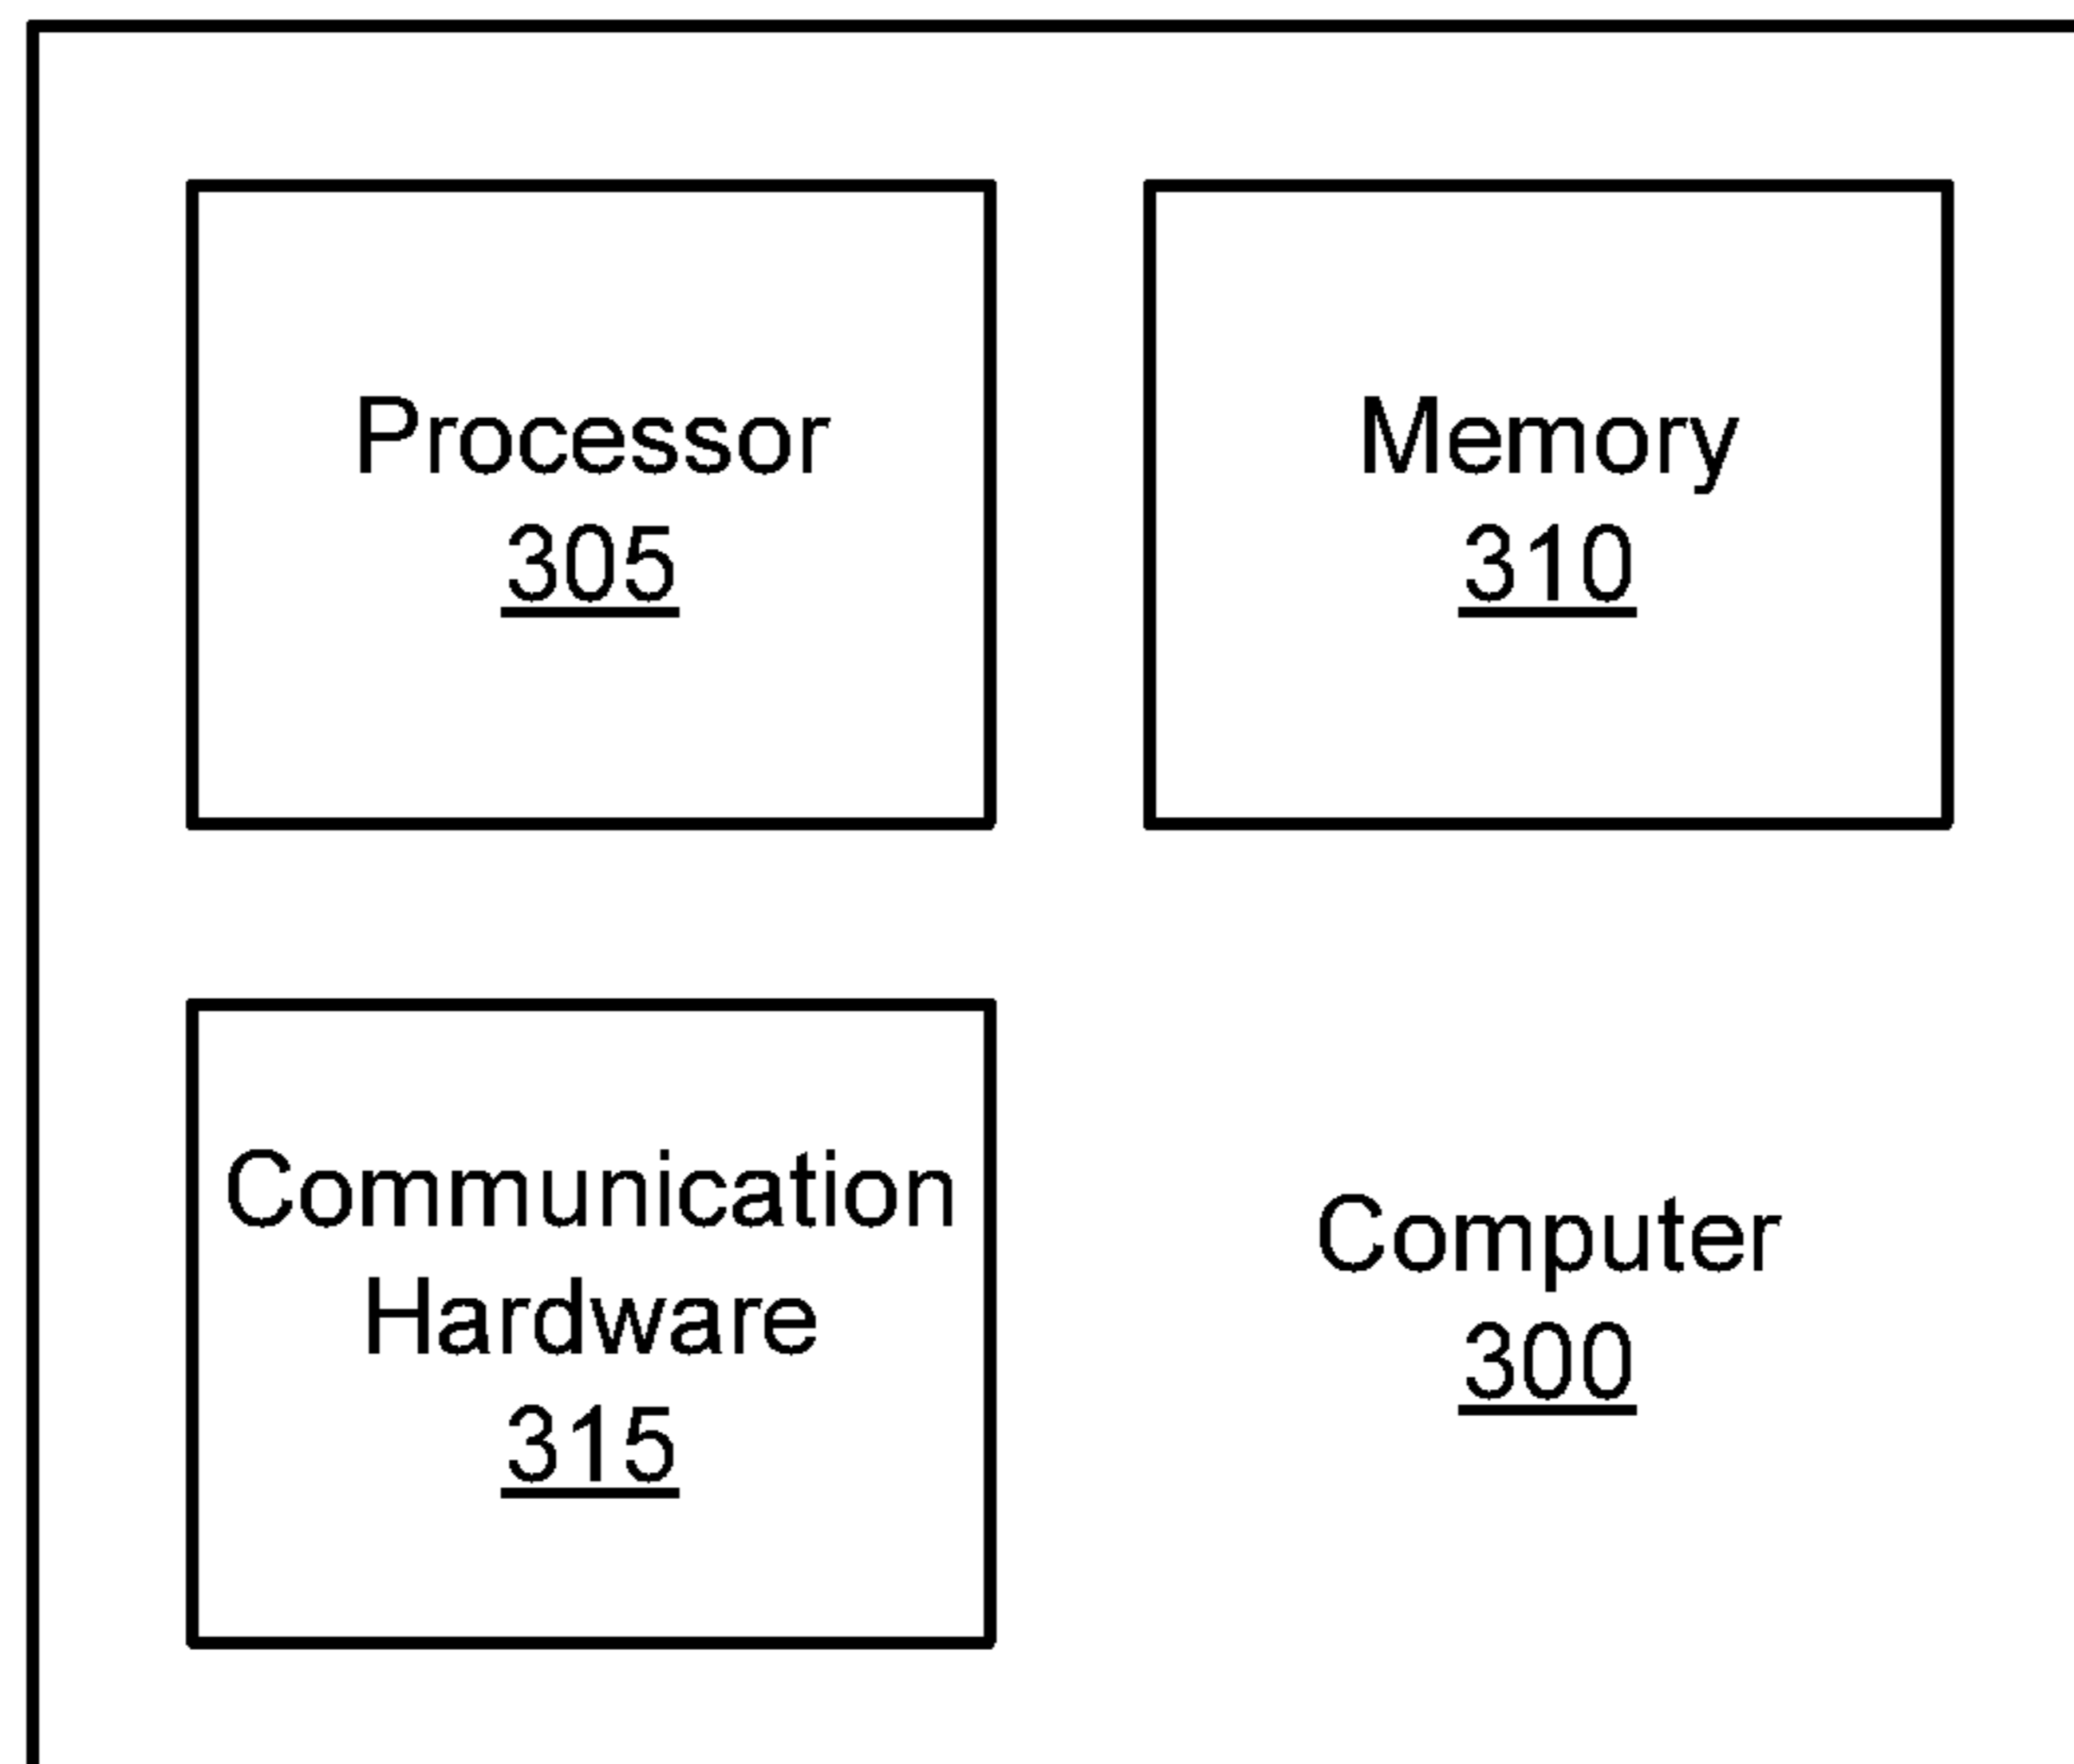 Processor
305
Memory
310
Communication
Hardware
315
Computer
300